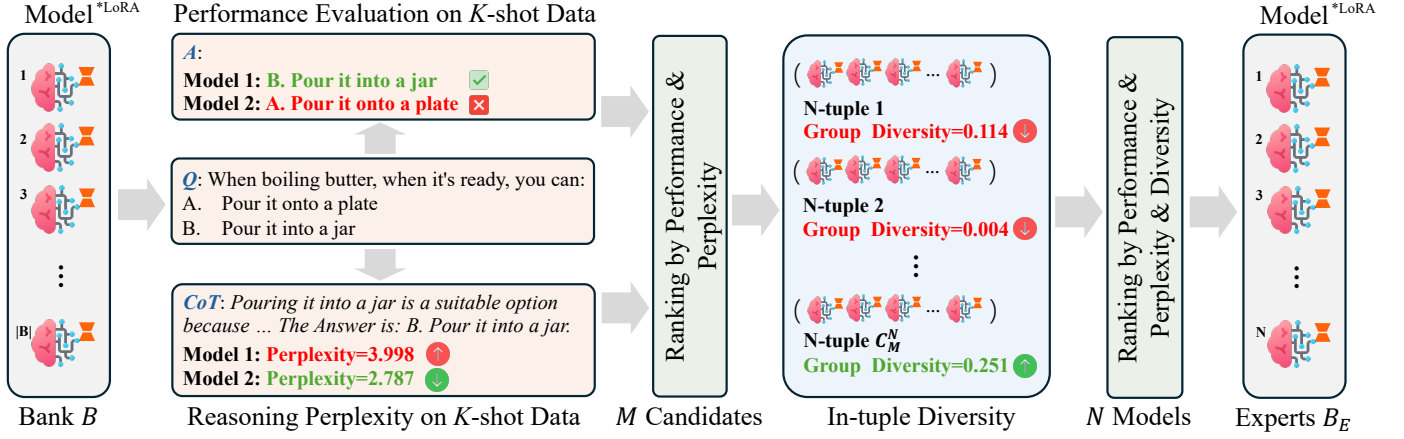 Model *LoRA
1
2
3
...
|B|
Bank B
Performance Evaluation on K-shot Data
A:
Model 1: B. Pour it into a jar
Model 2: A. Pour it onto a plate
Q: When boiling butter, when it's ready, you can:
A. Pour it onto a plate
B. Pour it into a jar
CoT: Pouring it into a jar is a suitable option
because ... The Answer is: B. Pour it into a jar.
Model 1: Perplexity=3.998
Model 2: Perplexity=2.787
Reasoning Perplexity on K-shot Data
Ranking by Performance &
Perplexity
M Candidates
( ... )
N-tuple 1
Group Diversity=0.114
( ... )
N-tuple 2
Group Diversity=0.004
...
( ... )
N-tuple C_M^N
Group Diversity=0.251
In-tuple Diversity
Ranking by Performance &
Perplexity & Diversity
N Models
Model *LoRA
1
2
3
...
N
Experts B_E